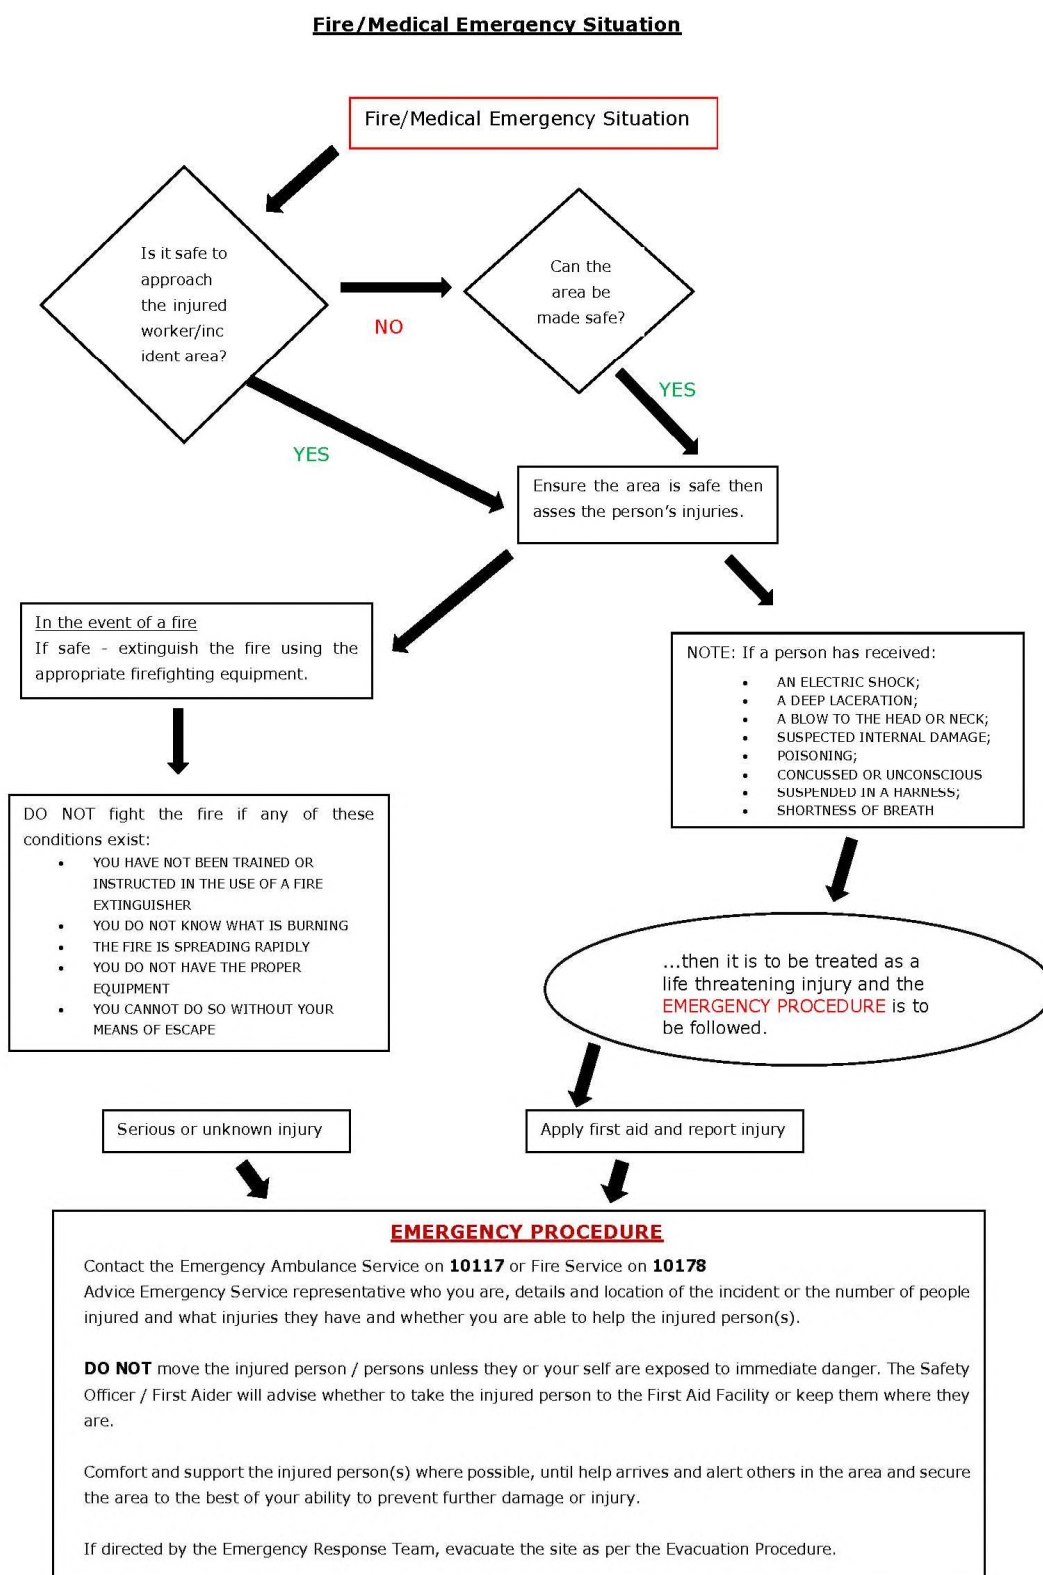 Fire/Medical Emergency Situation
Fire/Medical Emergency Situation
Is it safe to
approach
the injured
worker/inc
ident area?
NO
Can the
area be
made safe?
YES
YES
Ensure the area is safe then
asses the person's injuries.
In the event of a fire
If safe - extinguish the fire using the
appropriate firefighting equipment.
NOTE: If a person has received:
• AN ELECTRIC SHOCK;
• A DEEP LACERATION;
• A BLOW TO THE HEAD OR NECK;
• SUSPECTED INTERNAL DAMAGE;
• POISONING;
• CONCUSSED OR UNCONSCIOUS
• SUSPENDED IN A HARNESS;
• SHORTNESS OF BREATH
DO NOT fight the fire if any of these
conditions exist:
• YOU HAVE NOT BEEN TRAINED OR
INSTRUCTED IN THE USE OF A FIRE
EXTINGUISHER
• YOU DO NOT KNOW WHAT IS BURNING
• THE FIRE IS SPREADING RAPIDLY
• YOU DO NOT HAVE THE PROPER
EQUIPMENT
• YOU CANNOT DO SO WITHOUT YOUR
MEANS OF ESCAPE
...then it is to be treated as a
life threatening injury and the
EMERGENCY PROCEDURE is to
be followed.
Serious or unknown injury
Apply first aid and report injury
EMERGENCY PROCEDURE
Contact the Emergency Ambulance Service on 10117 or Fire Service on 10178
Advice Emergency Service representative who you are, details and location of the incident or the number of people
injured and what injuries they have and whether you are able to help the injured person(s).
DO NOT move the injured person / persons unless they or your self are exposed to immediate danger. The Safety
Officer / First Aider will advise whether to take the injured person to the First Aid Facility or keep them where they
are.
Comfort and support the injured person(s) where possible, until help arrives and alert others in the area and secure
the area to the best of your ability to prevent further damage or injury.
If directed by the Emergency Response Team, evacuate the site as per the Evacuation Procedure.